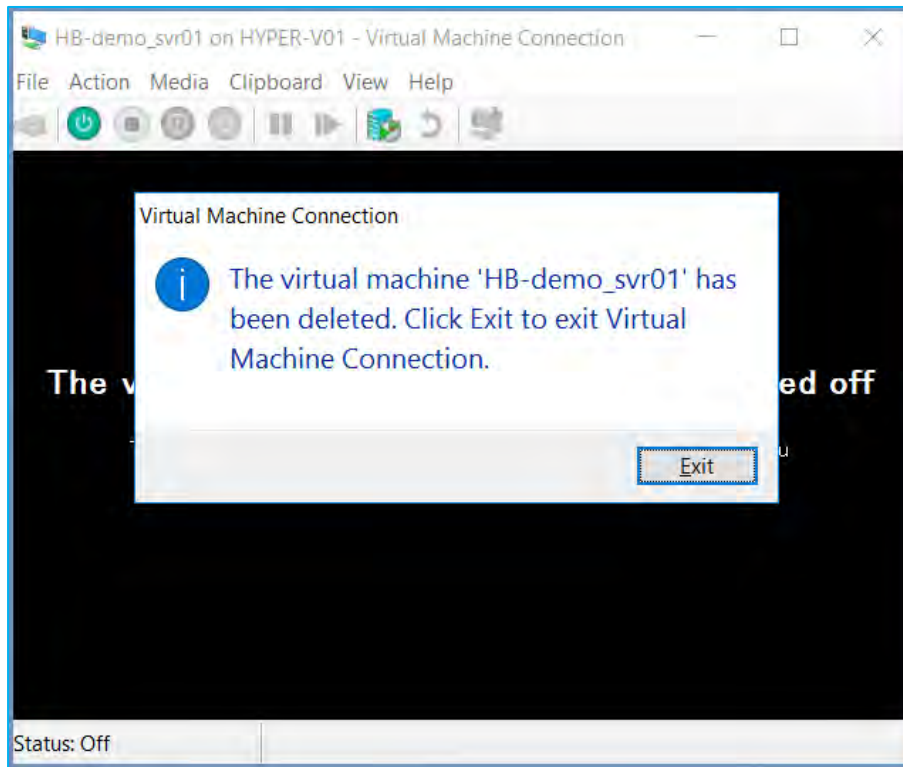 HB-demo_svr01 on HYPER-V01 - Virtual Machine Connection
File Action Media Clipboard View Help
Virtual Machine Connection
The virtual machine 'HB-demo_svr01' has
been deleted. Click Exit to exit Virtual
Machine Connection.
The
ed off
Exit
Status: Off